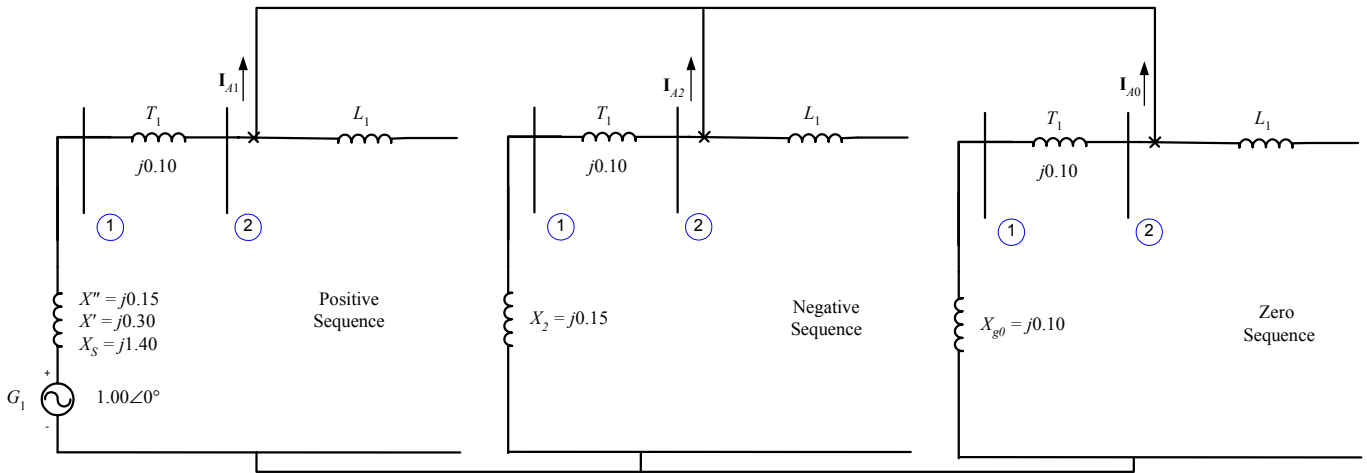 I_A1
T_1
L_1
j0.10
1
2
X″ = j0.15
X′ = j0.30
X_S = j1.40
Positive
Sequence
+
G_1
1.00∠0°
-
I_A2
T_1
L_1
j0.10
1
2
X_2 = j0.15
Negative
Sequence
I_A0
T_1
L_1
j0.10
1
2
X_g0 = j0.10
Zero
Sequence